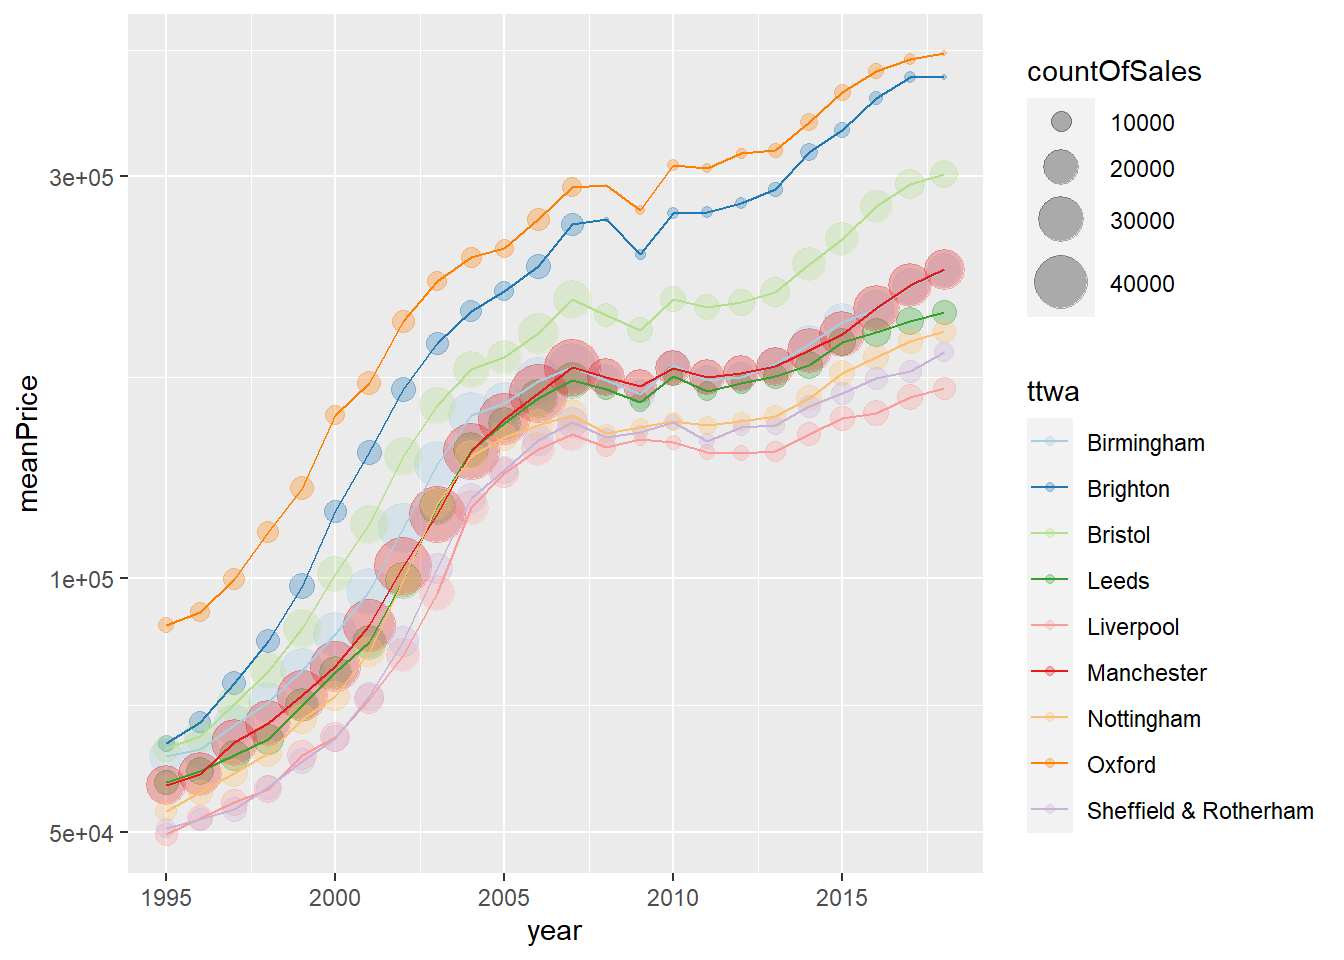 countOfSales
10000
20000
30000
40000
ttwa
Birmingham
Brighton
Bristol
Leeds
Liverpool
Manchester
Nottingham
Oxford
Sheffield & Rotherham
meanPrice
3e+05
1e+05
5e+04
1995 2000 2005 2010 2015
year